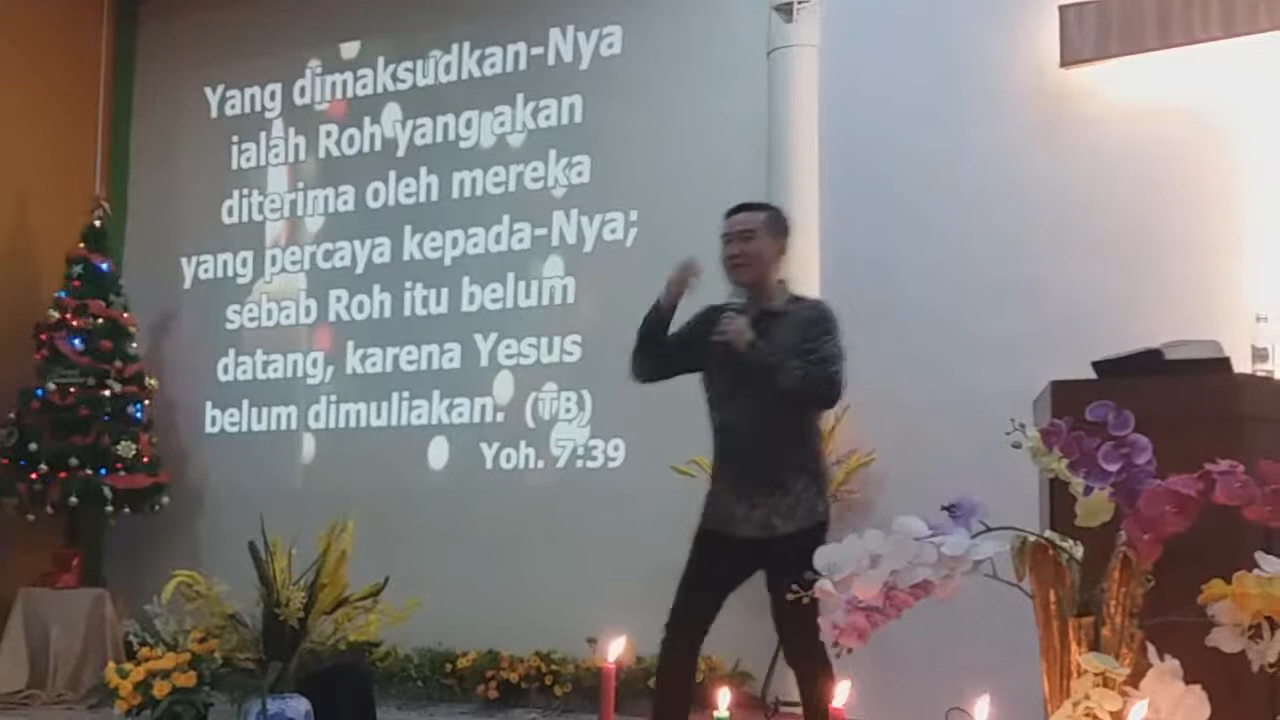 Yang dimaksudkan-Nya
ialah Roh yang akan
diterima oleh mereka
yang percaya kepada-Nya;
sebab Roh itu belum
datang, karena Yesus
belum dimuliakan. (TB)
Yoh. 7:39